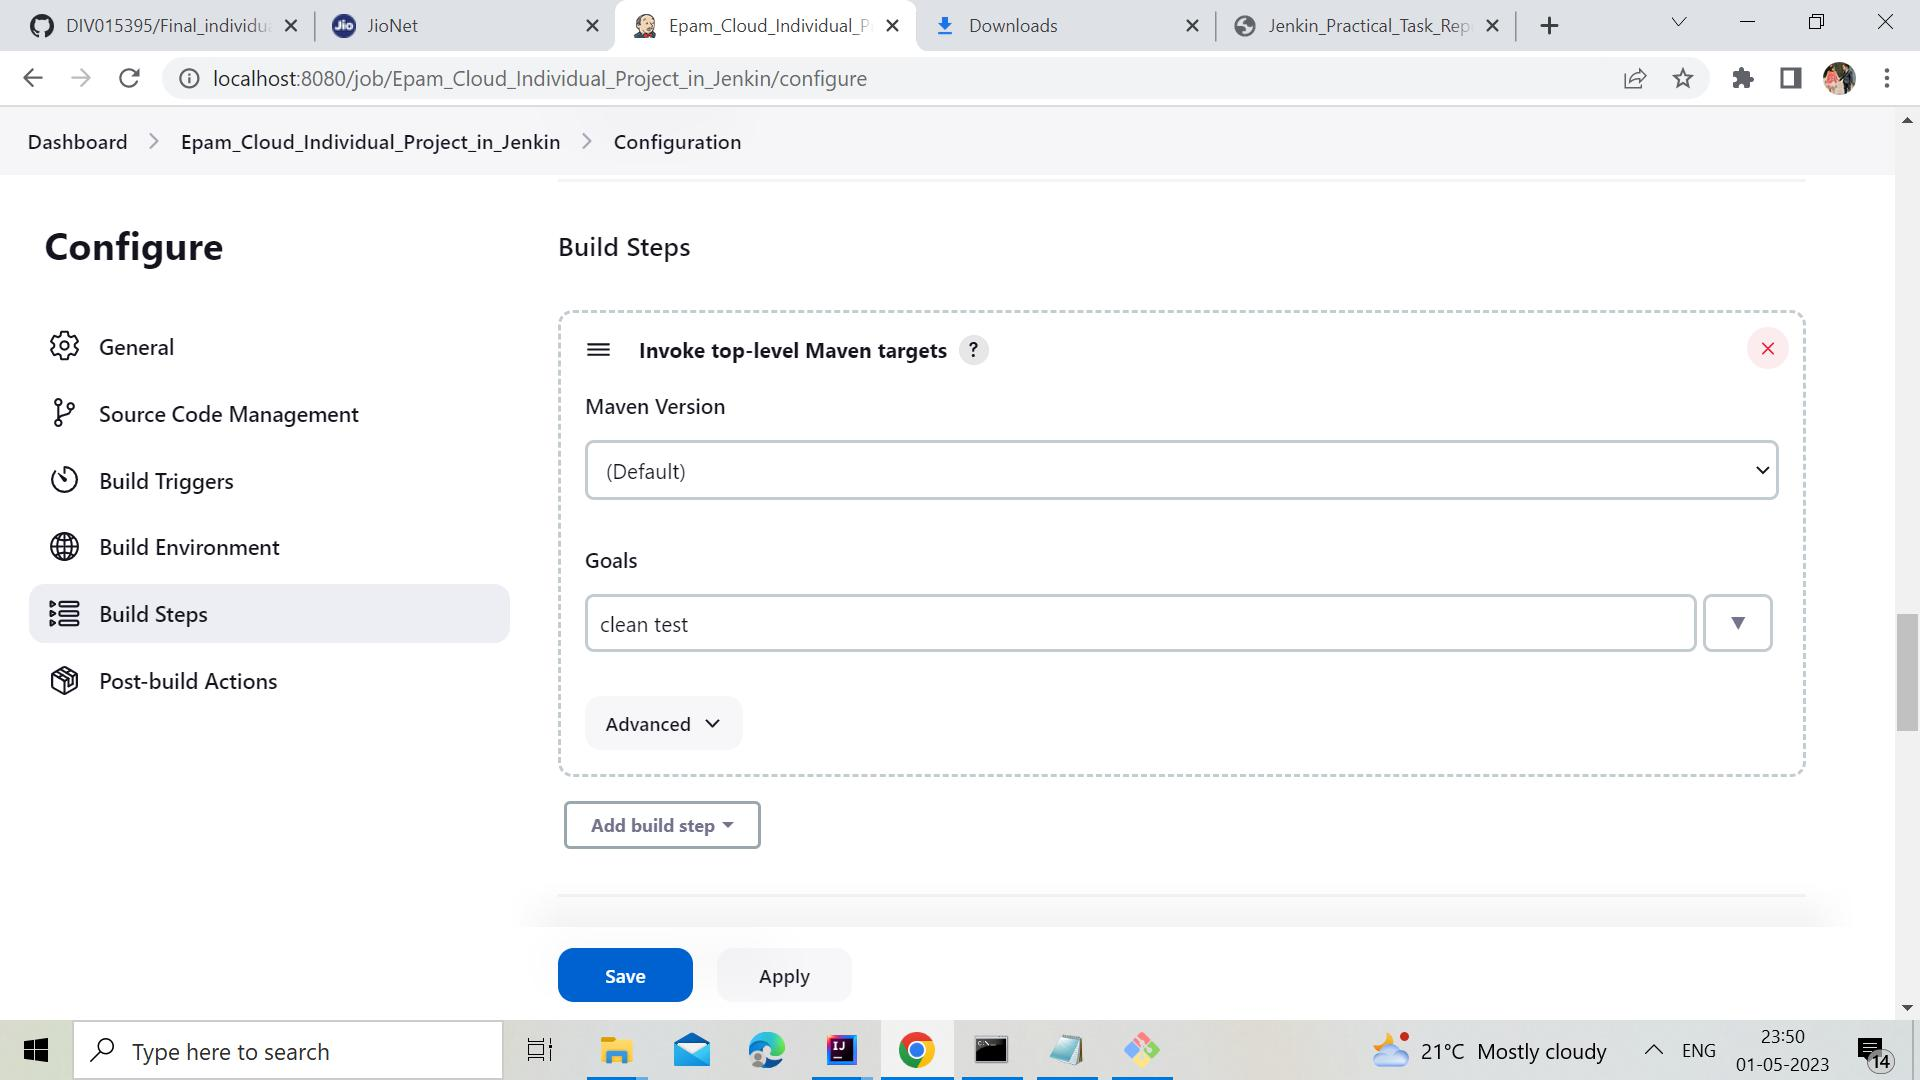 DIV015395/Final_individua
JioNet
Epam_Cloud_Individual_P
Downloads
Jenkin_Practical_Task_Rep
localhost:8080/job/Epam_Cloud_Individual_Project_in_Jenkin/configure
Dashboard
Epam_Cloud_Individual_Project_in_Jenkin
Configuration
Configure
General
Source Code Management
Build Triggers
Build Environment
Build Steps
Post-build Actions
Build Steps
Invoke top-level Maven targets ?
Maven Version
(Default)
Goals
clean test
Advanced
Add build step
Save
Apply
Jio
IJ
Type here to search
21°C Mostly cloudy
ENG
23:50
01-05-2023
14